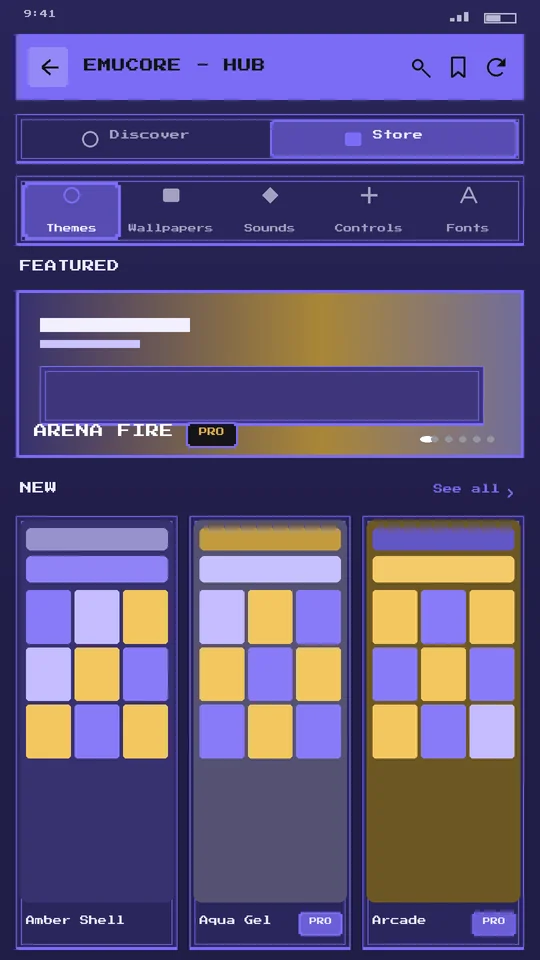 9:41
EMUCORE - HUB
Discover
Store
Themes
Wallpapers
Sounds
Controls
Fonts
FEATURED
ARENA FIRE
PRO
NEW
See all
Amber Shell
Aqua Gel
PRO
Arcade
PRO